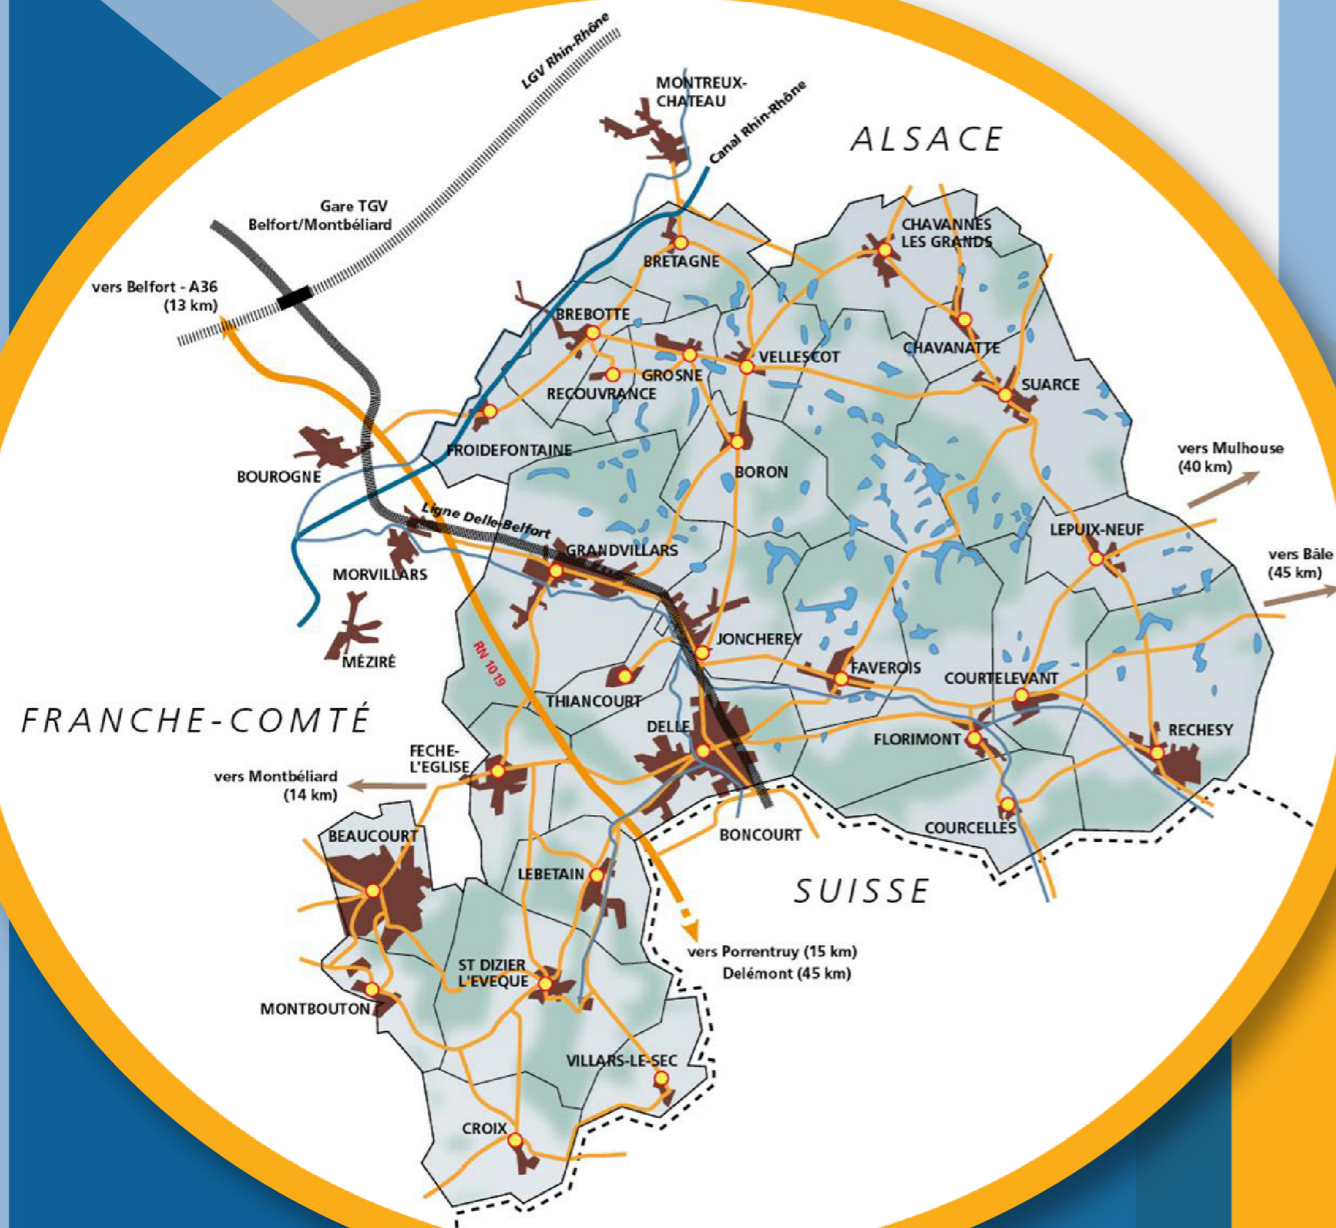 LGV Rhin-Rhône
MONTREUX-
CHATEAU
Canal Rhin-Rhône
ALSACE
Gare TGV
Belfort/Montbéliard
CHAVANNES
LES GRANDS
BRETAGNE
vers Belfort - A36
(13 km)
BREBOTTE
CHAVANATTE
VELLESCOT
GROSNE
SUARCE
RECOUVRANCE
FROIDEFONTAINE
vers Mulhouse
(40 km)
BOUROGNE
BORON
Ligne Delle-Belfort
LEPUIX-NEUF
GRANDVILLARS
vers Bâle
(45 km)
MORVILLARS
JONCHEREY
MÉZIRÉ
RN 1019
FAVEROIS
COURTELEVANT
THIANCOURT
FRANCHE-COMTÉ
DELLE
RECHESY
FLORIMONT
FECHE-
L'EGLISE
vers Montbéliard
(14 km)
COURCELLES
BEAUCOURT
BONCOURT
LEBETAIN
SUISSE
vers Porrentruy (15 km)
Delémont (45 km)
ST DIZIER
L'EVEQUE
MONTBOUTON
VILLARS-LE-SEC
CROIX